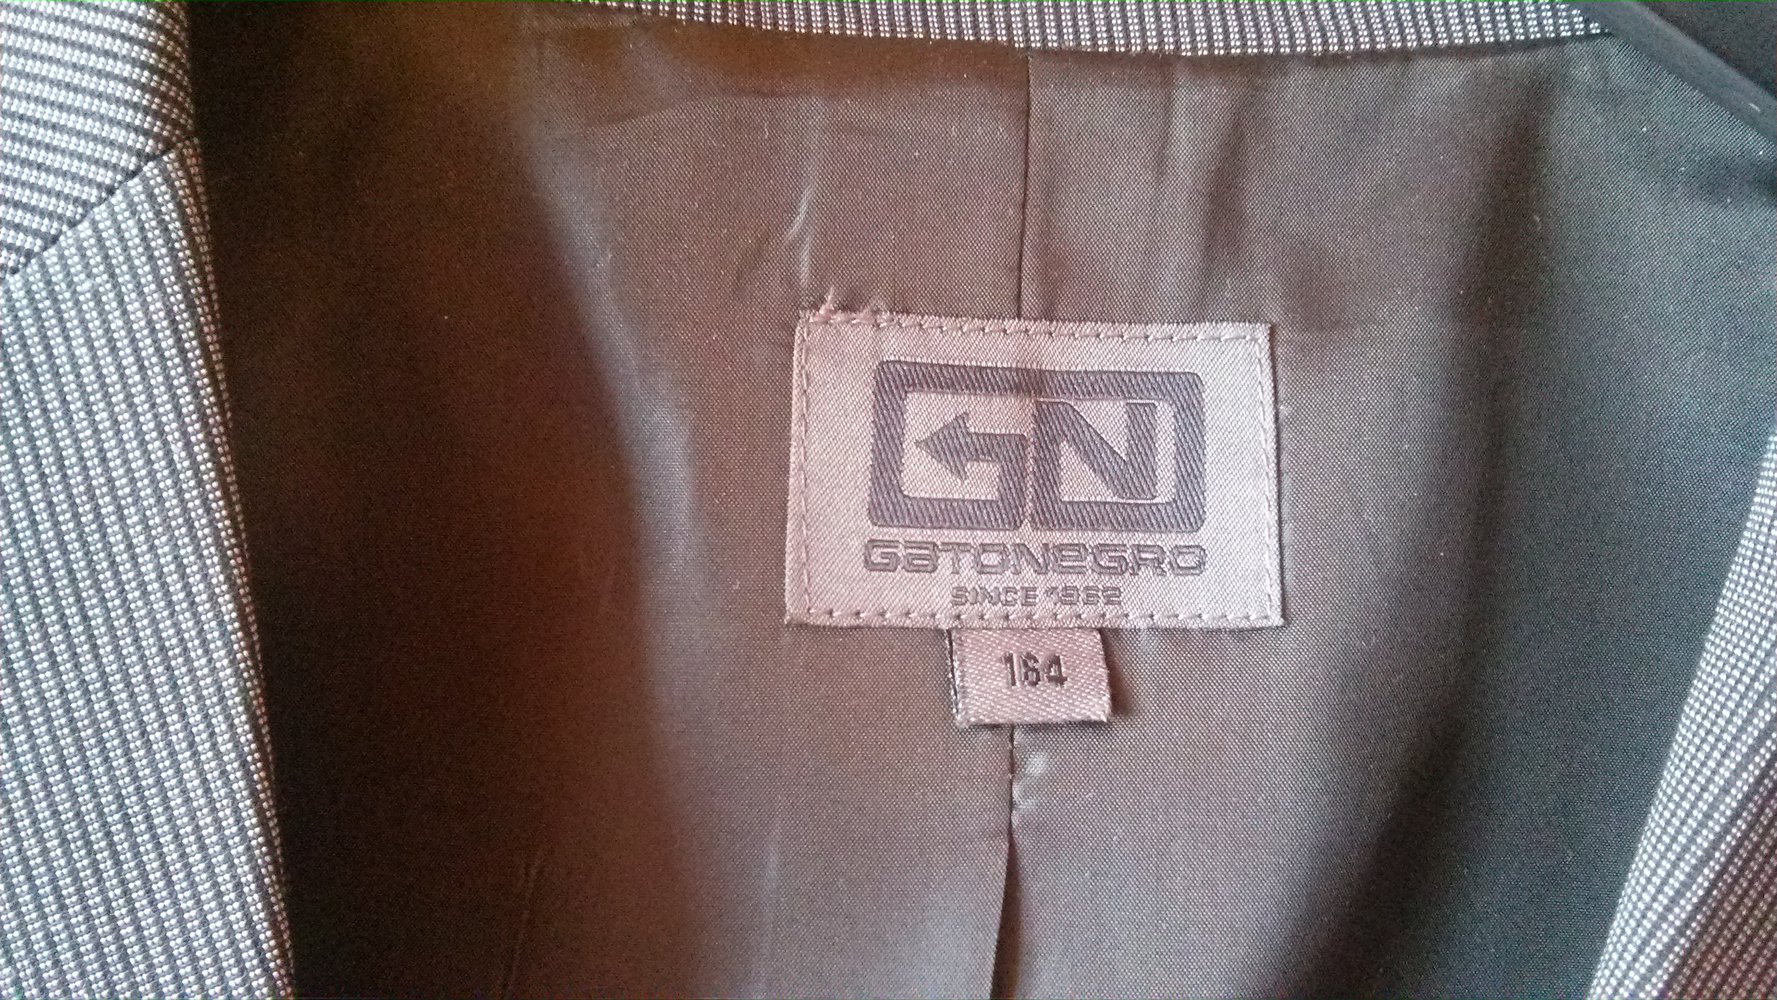 GN
GATONEGRO
SINCE 1962
164